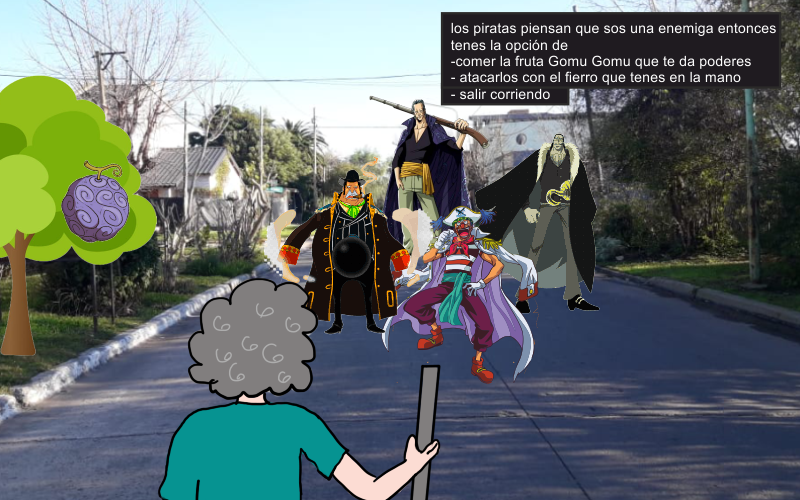 los piratas piensan que sos una enemiga entonces
tenes la opción de
-comer la fruta Gomu Gomu que te da poderes
- atacarlos con el fierro que tenes en la mano
- salir corriendo